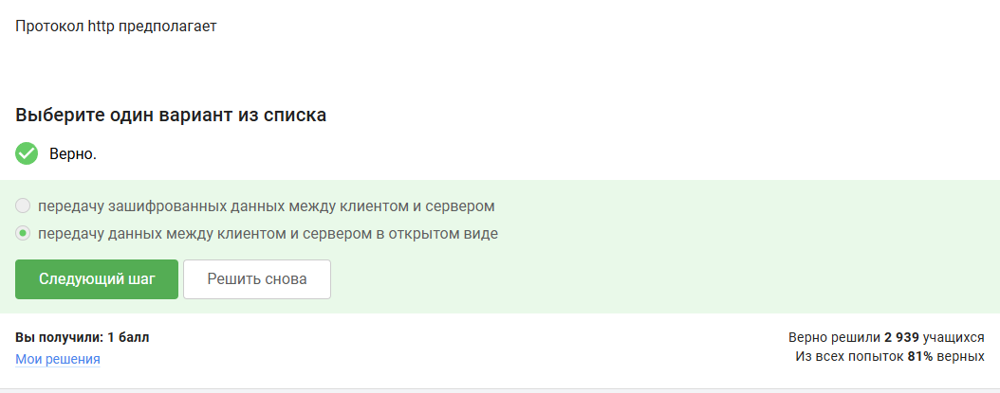 Протокол http предполагает
Выберите один вариант из списка
Верно.
передачу зашифрованных данных между клиентом и сервером
передачу данных между клиентом и сервером в открытом виде
Следующий шаг
Решить снова
Вы получили: 1 балл
Мои решения
Верно решили 2 939 учащихся
Из всех попыток 81% верных